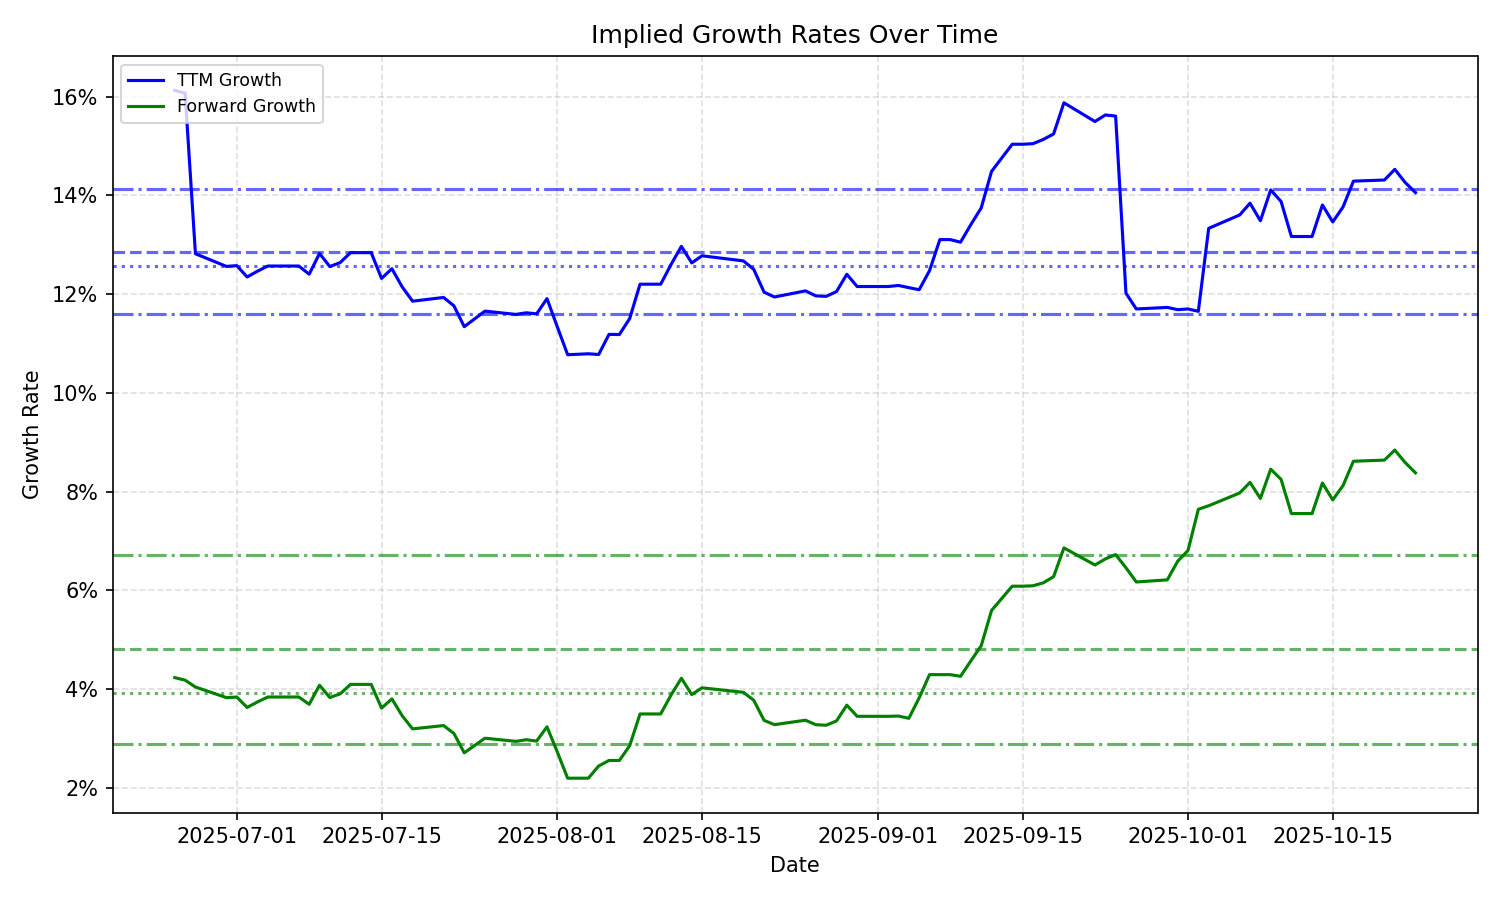 Implied Growth Rates Over Time
TTM Growth
Forward Growth
16%
14%
12%
10%
8%
6%
4%
2%
Growth Rate
2025-07-01 2025-07-15 2025-08-01 2025-08-15 2025-09-01 2025-09-15 2025-10-01 2025-10-15
Date